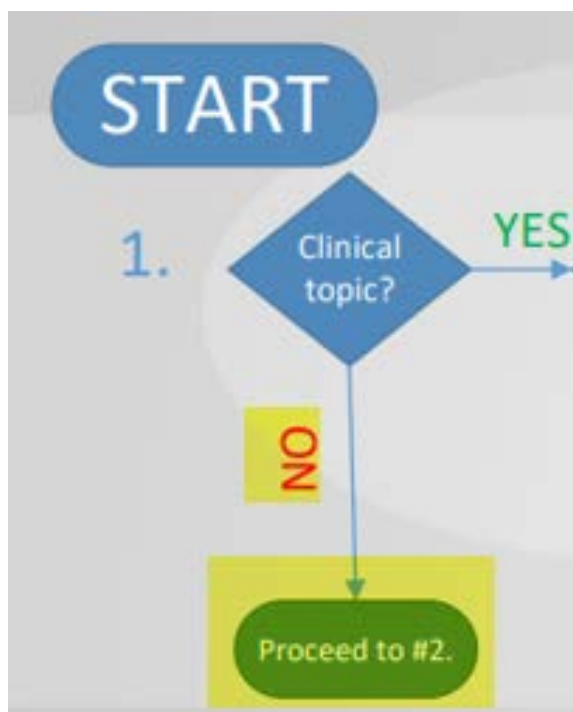 START
1.
Clinical
topic?
YES
NO
Proceed to #2.